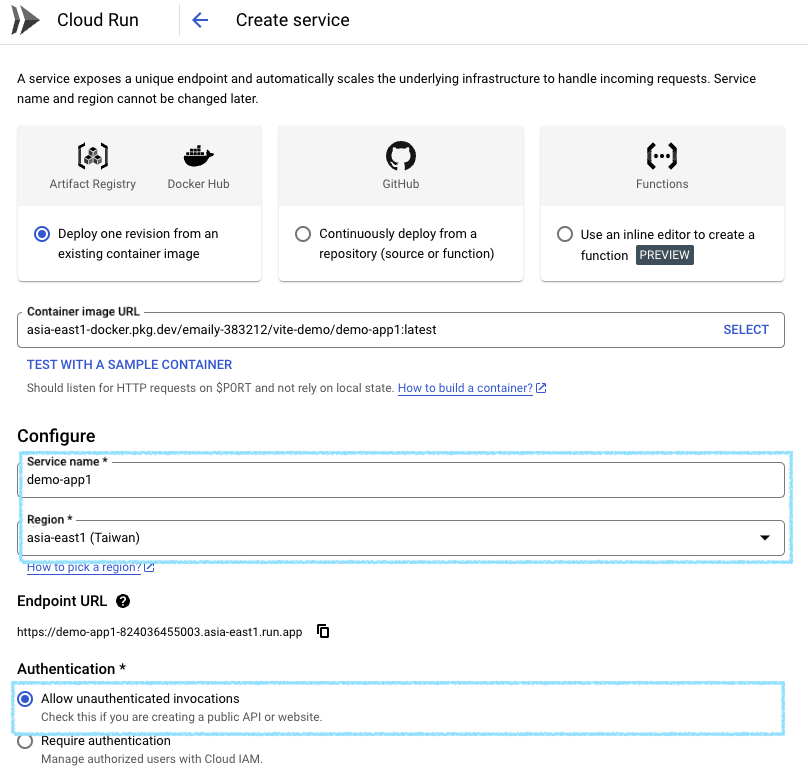 Cloud Run
Create service
A service exposes a unique endpoint and automatically scales the underlying infrastructure to handle incoming requests. Service
name and region cannot be changed later.
Artifact Registry
Docker Hub
GitHub
Functions
Deploy one revision from an
existing container image
Continuously deploy from a
repository (source or function)
Use an inline editor to create a
function PREVIEW
Container image URL
asia-east1-docker.pkg.dev/emaily-383212/vite-demo/demo-app1:latest
SELECT
TEST WITH A SAMPLE CONTAINER
Should listen for HTTP requests on $PORT and not rely on local state. How to build a container?
Configure
Service name *
demo-app1
Region *
asia-east1 (Taiwan)
How to pick a region?
Endpoint URL
https://demo-app1-824036455003.asia-east1.run.app
Authentication *
Allow unauthenticated invocations
Check this if you are creating a public API or website.
Require authentication
Manage authorized users with Cloud IAM.